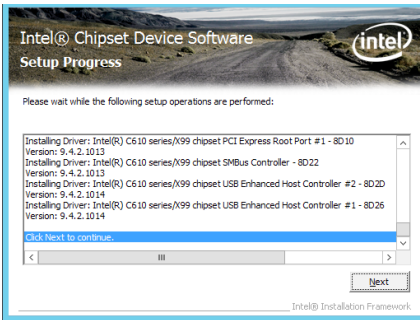 Intel® Chipset Device Software
Setup Progress
intel
Please wait while the following setup operations are performed:
Installing Driver: Intel(R) C610 series/X99 chipset PCI Express Root Port #1 - 8D10
Version: 9.4.2.1013
Installing Driver: Intel(R) C610 series/X99 chipset SMBus Controller - 8D22
Version: 9.4.2.1013
Installing Driver: Intel(R) C610 series/X99 chipset USB Enhanced Host Controller #2 - 8D2D
Version: 9.4.2.1014
Installing Driver: Intel(R) C610 series/X99 chipset USB Enhanced Host Controller #1 - 8D26
Version: 9.4.2.1014
Click Next to continue.
Next
Intel® Installation Framework